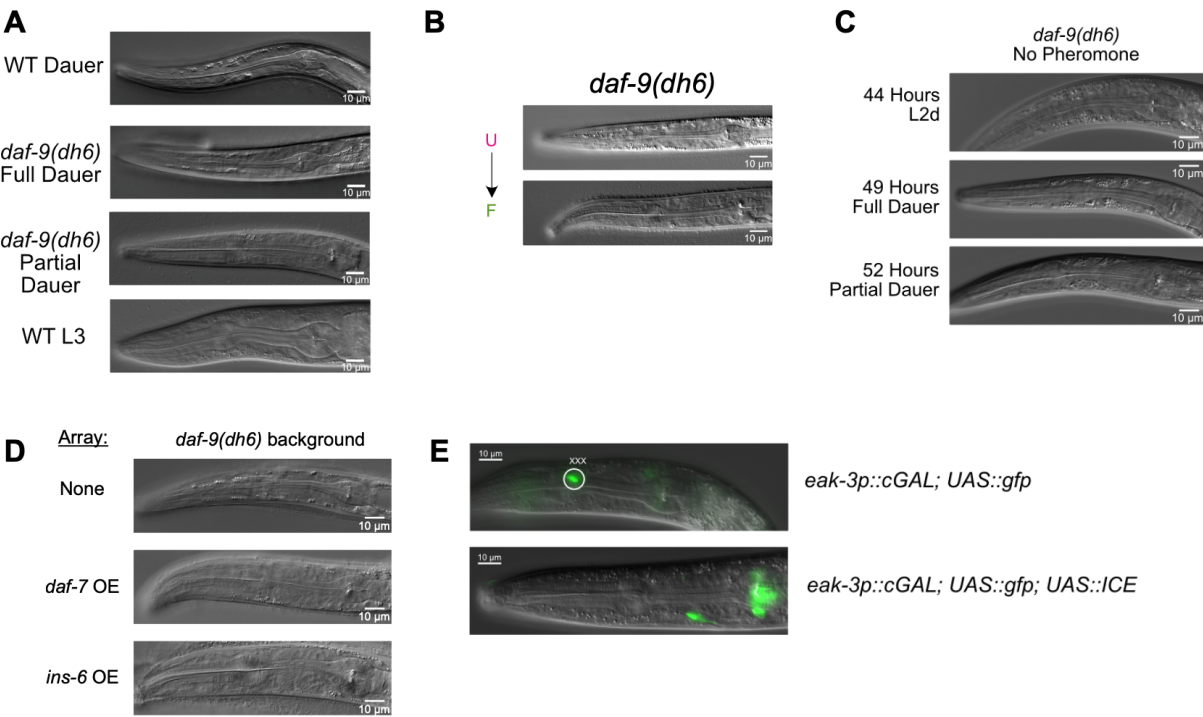 A
WT Dauer
10 µm
daf-9(dh6)
Full Dauer
10 µm
daf-9(dh6)
Partial
Dauer
10 µm
WT L3
10 µm
B
daf-9(dh6)
U
10 µm
F
10 µm
C
daf-9(dh6)
No Pheromone
44 Hours
L2d
10 µm
49 Hours
Full Dauer
10 µm
52 Hours
Partial Dauer
10 µm
D
Array:
daf-9(dh6) background
None
10 µm
daf-7 OE
10 µm
ins-6 OE
10 µm
E
10 µm
XXX
eak-3p::cGAL; UAS::gfp
10 µm
eak-3p::cGAL; UAS::gfp; UAS::ICE